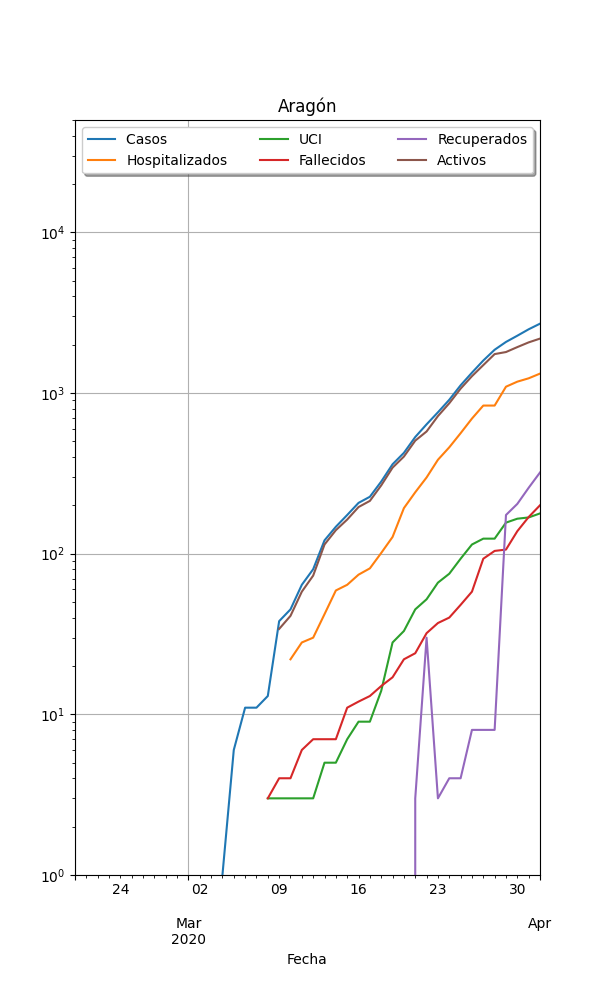 Aragón
Casos
Hospitalizados
UCI
Fallecidos
Recuperados
Activos
10^4
10^3
10^2
10^1
10^0
24 02 09 16 23 30
Mar Apr
2020
Fecha